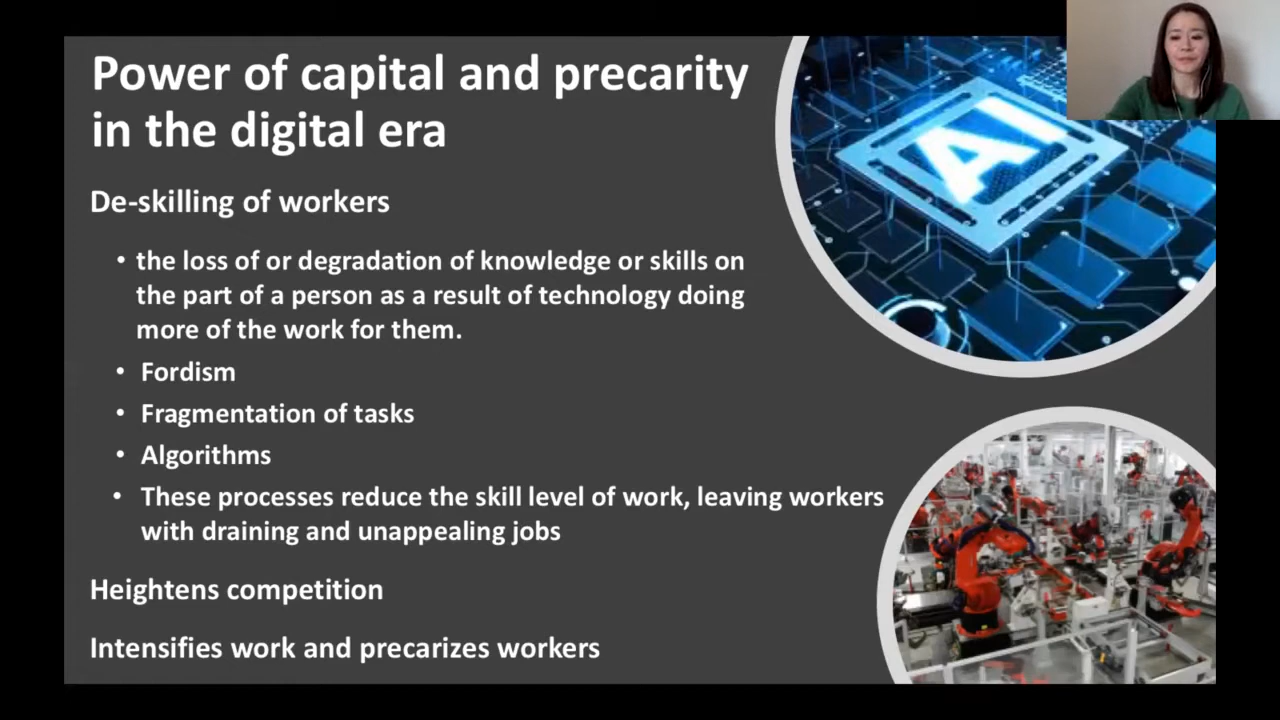 Power of capital and precarity
in the digital era
De-skilling of workers
• the loss of or degradation of knowledge or skills on
the part of a person as a result of technology doing
more of the work for them.
• Fordism
• Fragmentation of tasks
• Algorithms
• These processes reduce the skill level of work, leaving workers
with draining and unappealing jobs
Heightens competition
Intensifies work and precarizes workers
AI